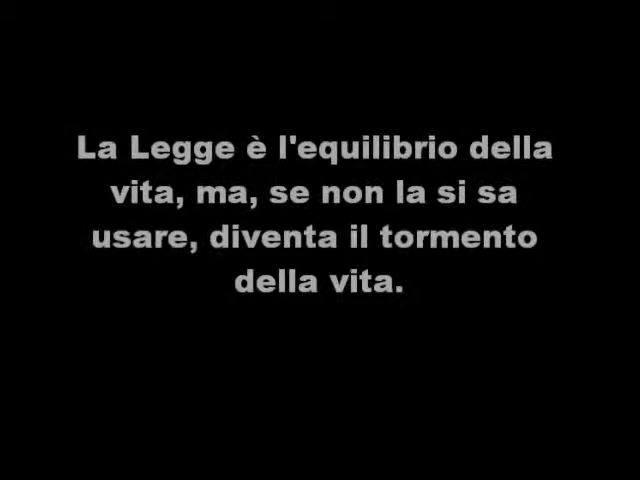 La Legge è l'equilibrio della
vita, ma, se non la si sa
usare, diventa il tormento
della vita.